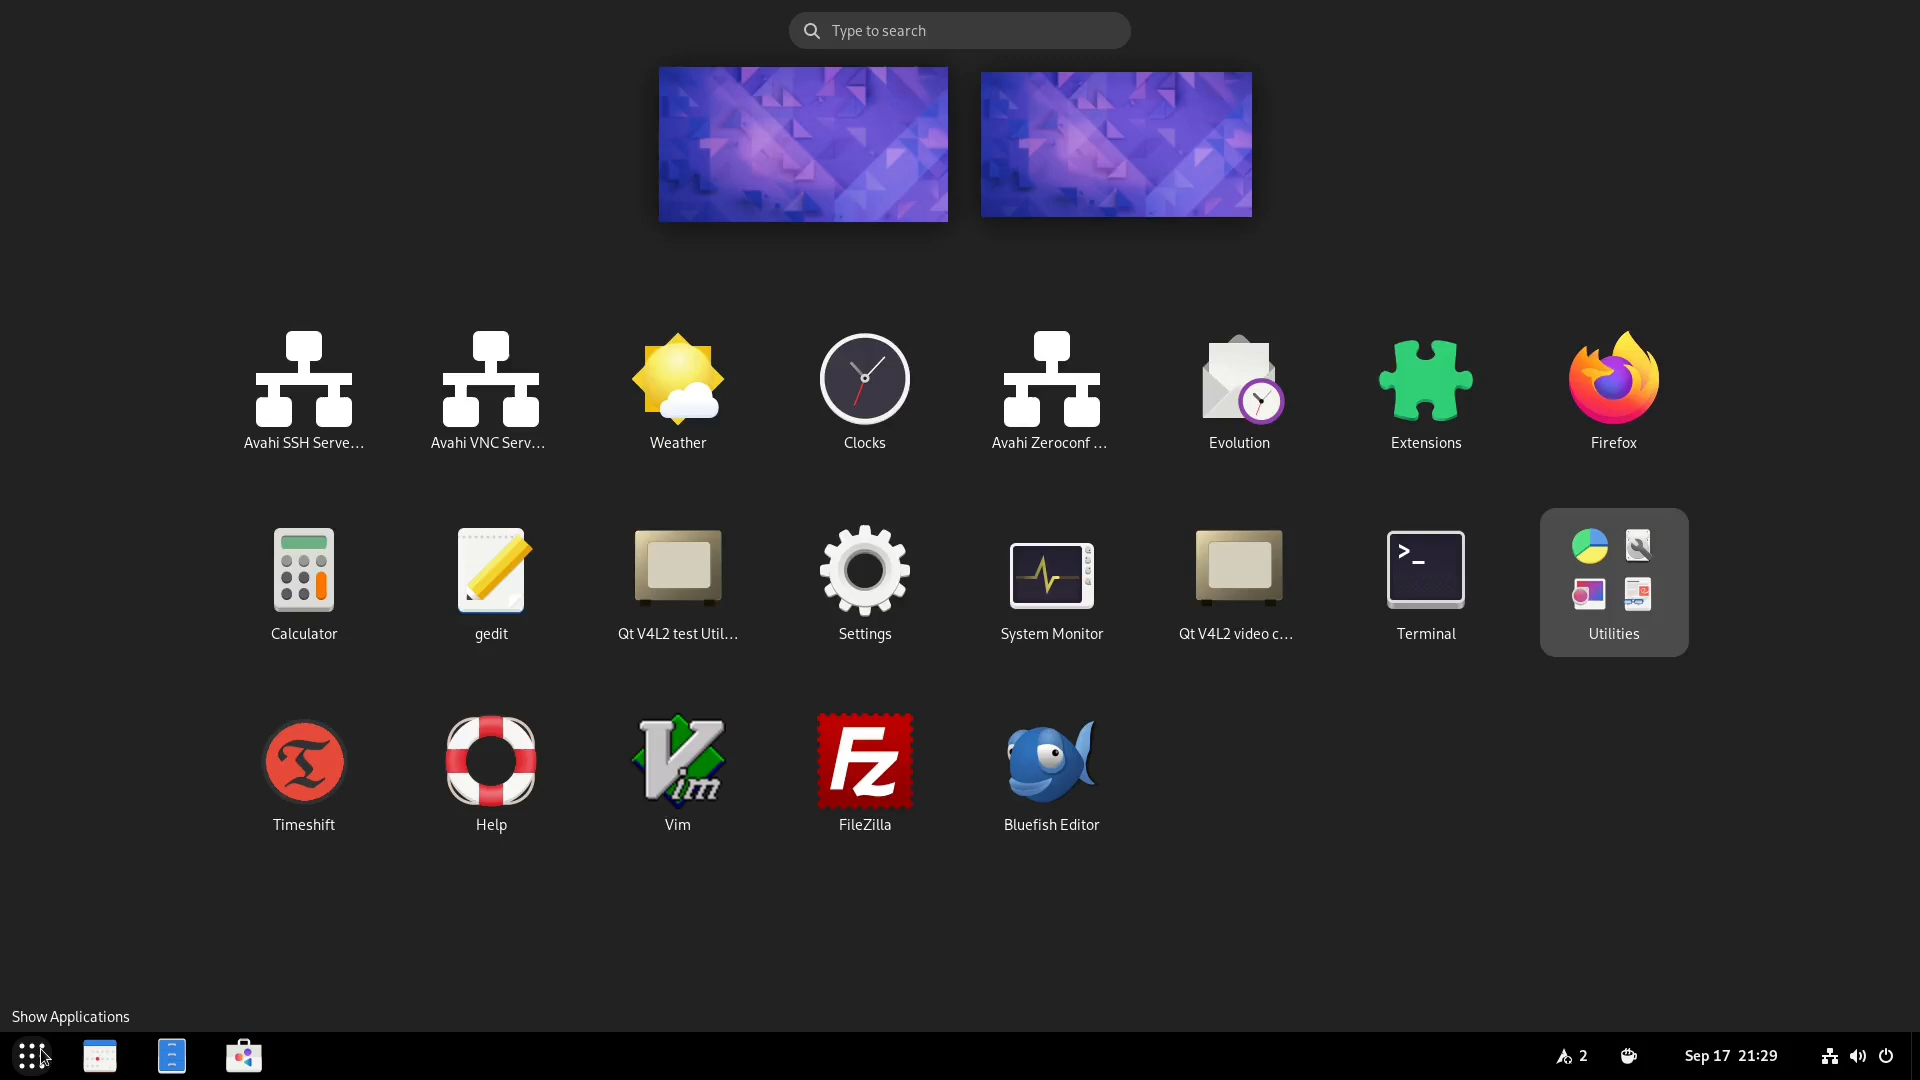 Type to search
Avahi SSH Serve...
Avahi VNC Serv...
Weather
Clocks
Avahi Zeroconf ...
Evolution
Extensions
Firefox
>_
Calculator
gedit
Qt V4L2 test Util...
Settings
System Monitor
Qt V4L2 video c...
Terminal
Utilities
T
Vim
FZ
Timeshift
Help
Vim
FileZilla
Bluefish Editor
Show Applications
2
Sep 17 21:29